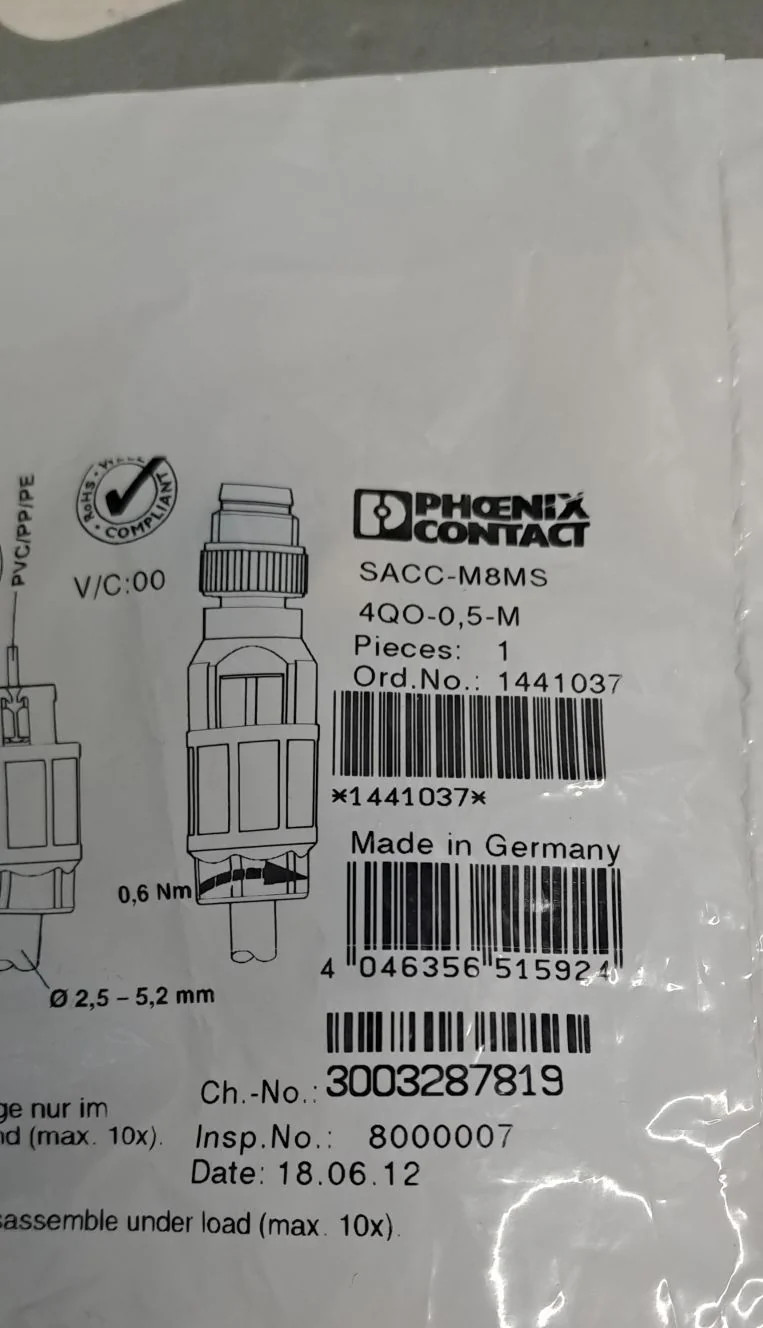 PVC/PP/PE
RoHS · WEEE · COMPLIANT
V/C:00
PHOENIX
CONTACT
SACC-M8MS
4QO-0,5-M
Pieces: 1
Ord.No.: 1441037
*1441037*
Made in Germany
0,6 Nm
4 046356 515924
Ø 2,5 – 5,2 mm
Ch.-No.: 3003287819
nur im
(max. 10x).
Insp.No.: 8000007
Date: 18.06.12
sassemble under load (max. 10x).